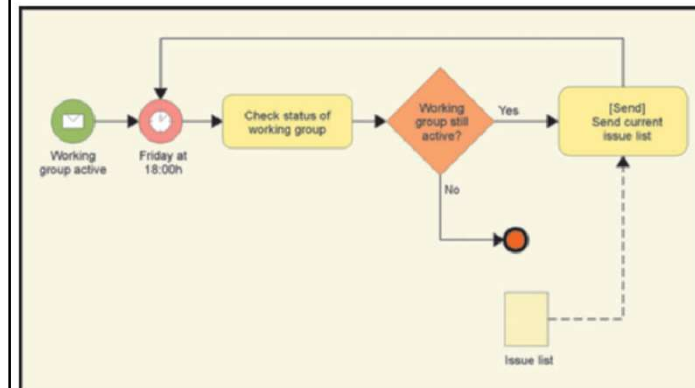 Working
group active
Friday at
18:00h
Check status of
working group
Working
group still
active?
Yes
No
[Send]
Send current
issue list
Issue list